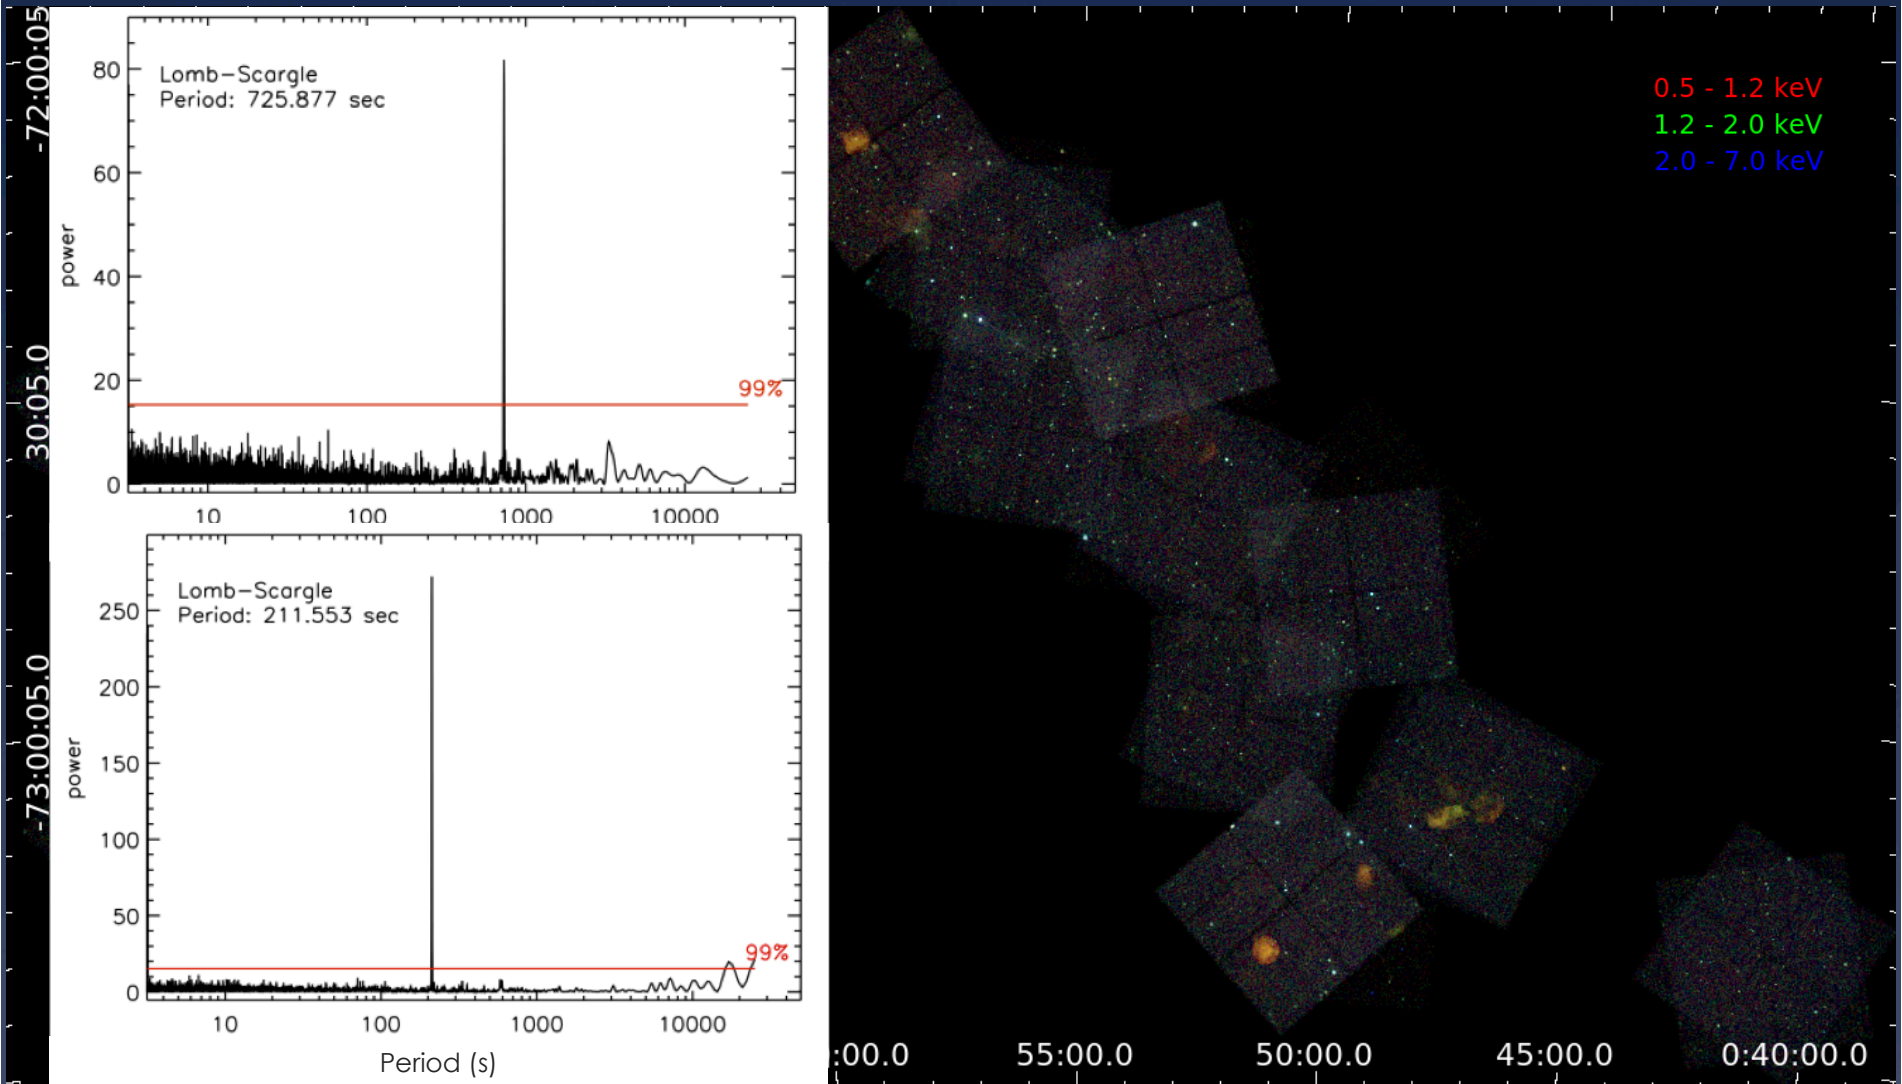 -72:00:05
30:05.0
-73:00:05.0
80
60
40
20
0
power
Lomb-Scargle
Period: 725.877 sec
99%
10
100
1000
10000
250
200
150
100
50
0
power
Lomb-Scargle
Period: 211.553 sec
99%
10
100
1000
10000
Period (s)
0.5 - 1.2 keV
1.2 - 2.0 keV
2.0 - 7.0 keV
:00.0
55:00.0
50:00.0
45:00.0
0:40:00.0